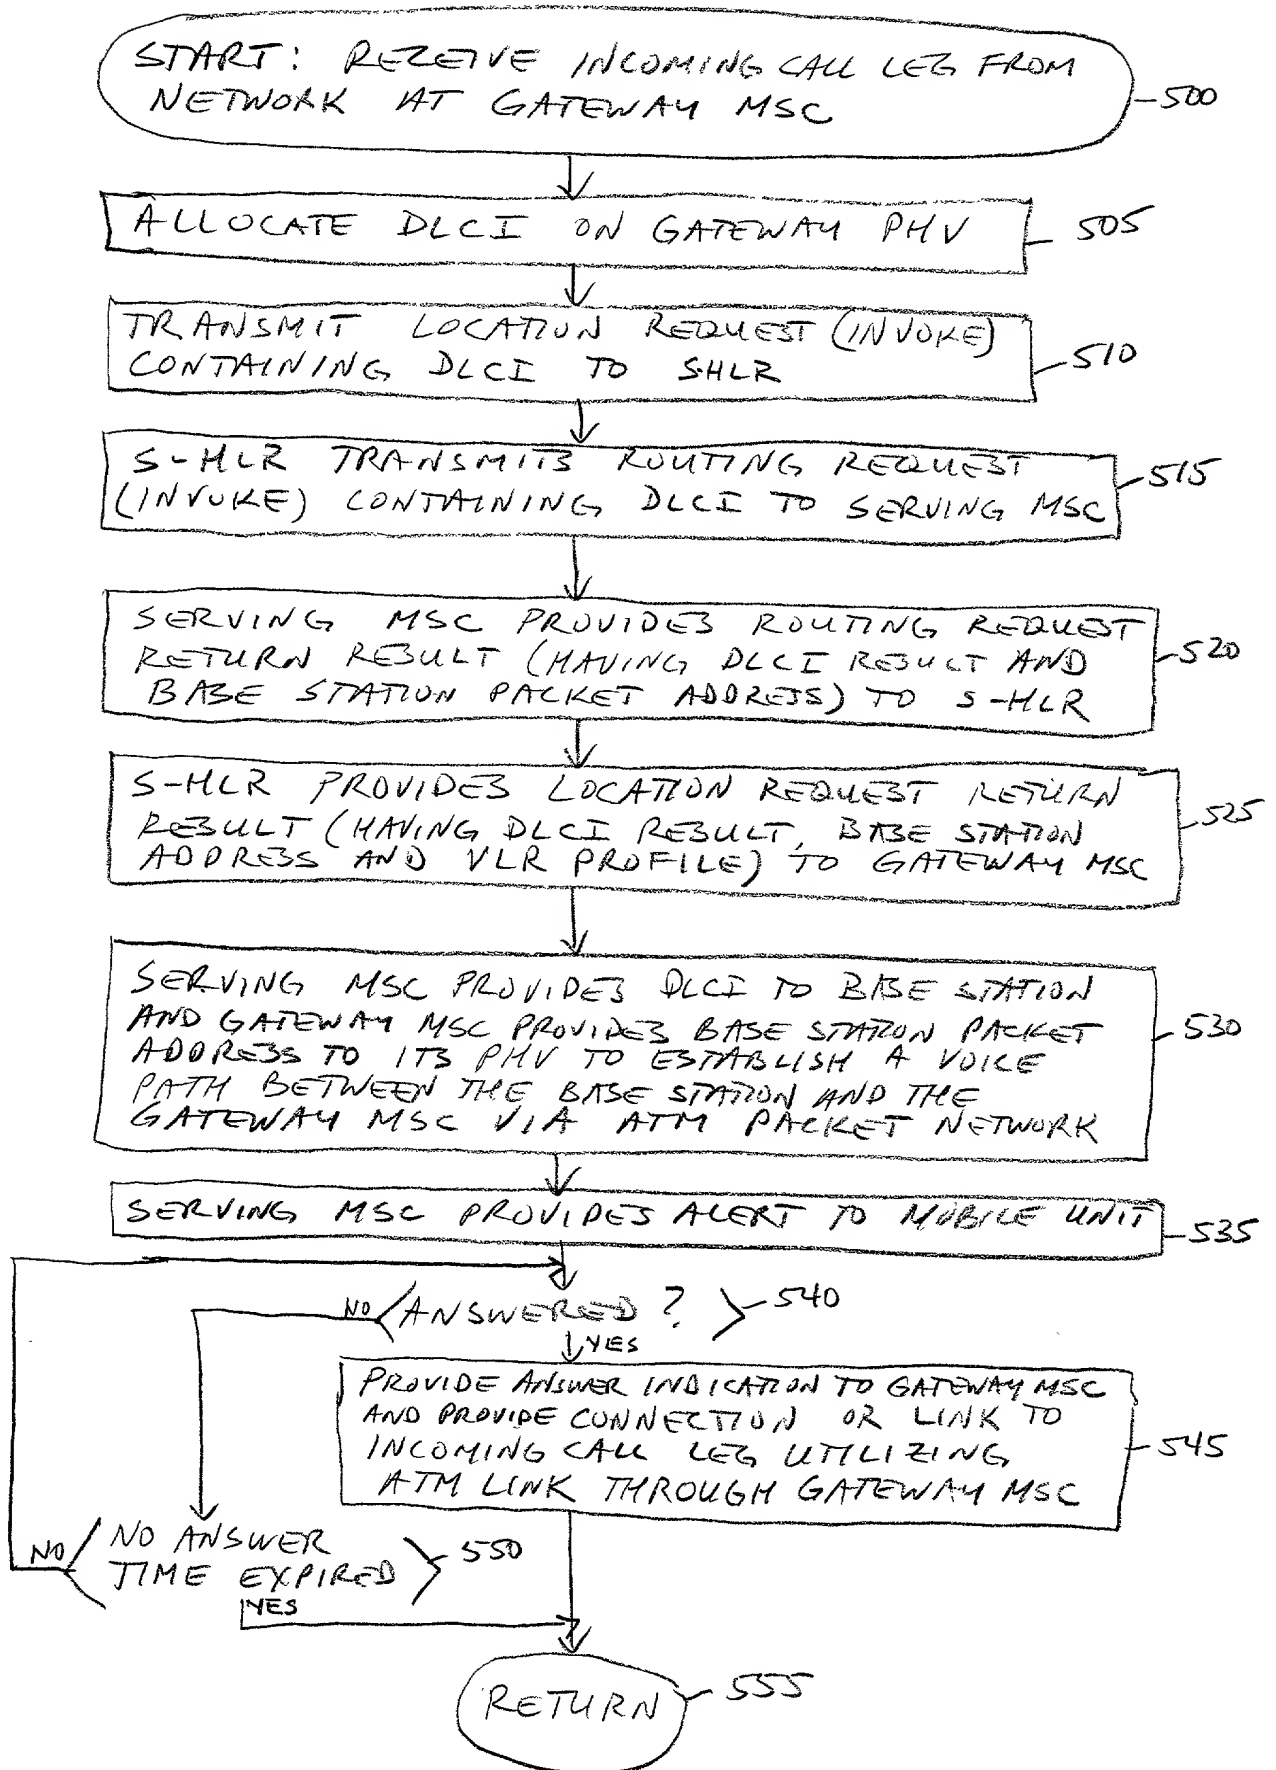 START: RECEIVE INCOMING CALL LEG FROM
NETWORK AT GATEWAY MSC
500
ALLOCATE DLCI ON GATEWAY PHV
505
TRANSMIT LOCATION REQUEST (INVOKE)
CONTAINING DLCI TO S-HLR
510
S-HLR TRANSMITS ROUTING REQUEST
(INVOKE) CONTAINING DLCI TO SERVING MSC
515
SERVING MSC PROVIDES ROUTING REQUEST
RETURN RESULT (HAVING DLCI RESULT AND
BASE STATION PACKET ADDRESS) TO S-HLR
520
S-HLR PROVIDES LOCATION REQUEST RETURN
RESULT (HAVING DLCI RESULT, BASE STATION
ADDRESS AND VLR PROFILE) TO GATEWAY MSC
525
SERVING MSC PROVIDES DLCI TO BASE STATION
AND GATEWAY MSC PROVIDES BASE STATION PACKET
ADDRESS TO ITS PHV TO ESTABLISH A VOICE
PATH BETWEEN THE BASE STATION AND THE
GATEWAY MSC VIA ATM PACKET NETWORK
530
SERVING MSC PROVIDES ALERT TO MOBILE UNIT
535
NO
ANSWERED ?
540
YES
PROVIDE ANSWER INDICATION TO GATEWAY MSC
AND PROVIDE CONNECTION OR LINK TO
INCOMING CALL LEG UTILIZING
ATM LINK THROUGH GATEWAY MSC
545
NO
NO ANSWER
TIME EXPIRED
550
YES
RETURN
555